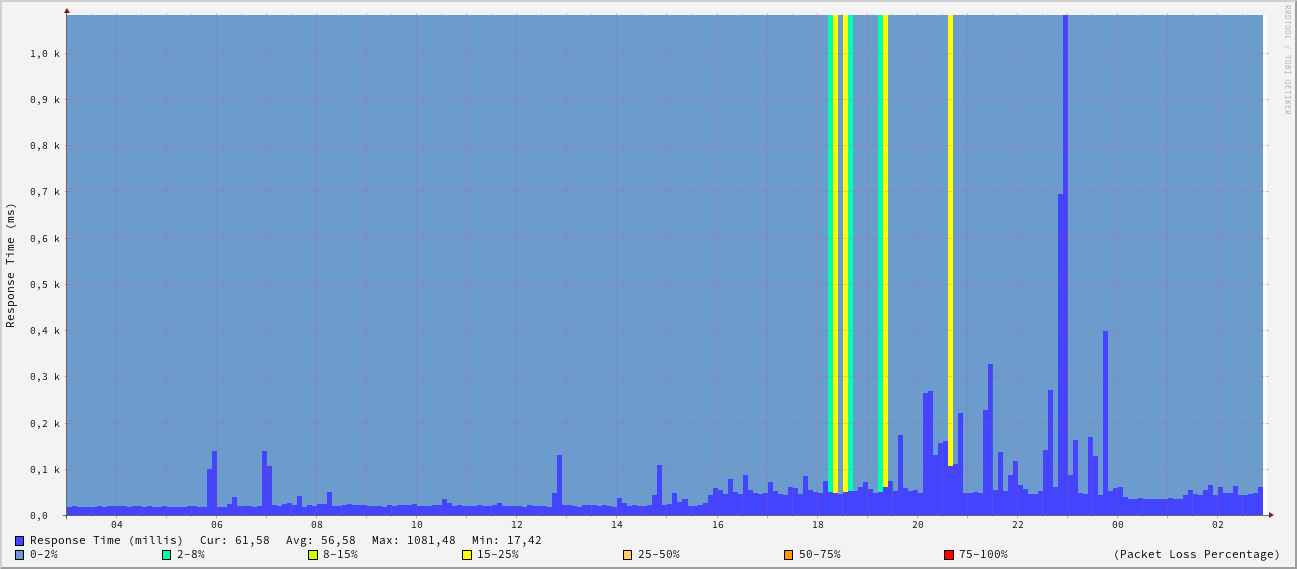 RRDTOOL / TOBI OETIKER
Response Time (ms)
1,0 k
0,9 k
0,8 k
0,7 k
0,6 k
0,5 k
0,4 k
0,3 k
0,2 k
0,1 k
0,0
04 06 08 10 12 14 16 18 20 22 00 02
Response Time (millis) Cur: 61,58 Avg: 56,58 Max: 1081,48 Min: 17,42
0-2% 2-8% 8-15% 15-25% 25-50% 50-75% 75-100% (Packet Loss Percentage)